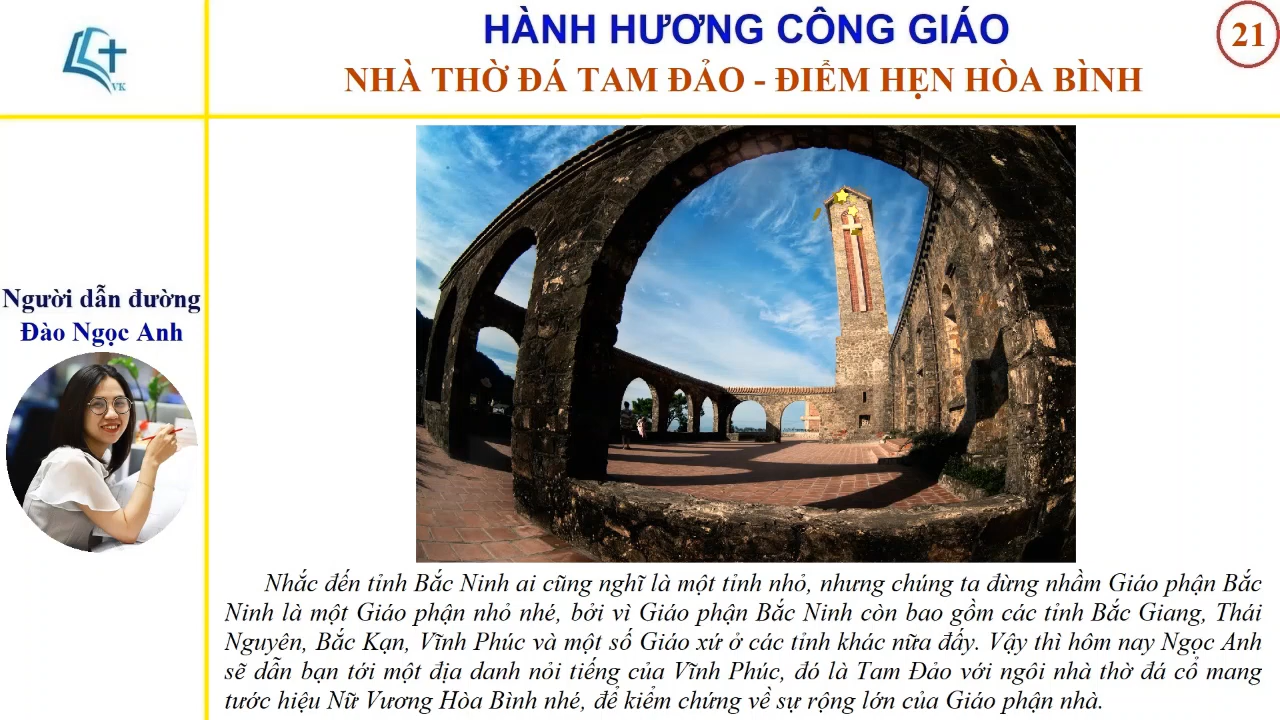 HÀNH HƯƠNG CÔNG GIÁO
21
NHÀ THỜ ĐÁ TAM ĐẢO - ĐIỂM HẸN HÒA BÌNH
VK
Người dẫn đường
Đào Ngọc Anh
Nhắc đến tỉnh Bắc Ninh ai cũng nghĩ là một tỉnh nhỏ, nhưng chúng ta đừng nhầm Giáo phận Bắc
Ninh là một Giáo phận nhỏ nhé, bởi vì Giáo phận Bắc Ninh còn bao gồm các tỉnh Bắc Giang, Thái
Nguyên, Bắc Kạn, Vĩnh Phúc và một số Giáo xứ ở các tỉnh khác nữa đấy. Vậy thì hôm nay Ngọc Anh
sẽ dẫn bạn tới một địa danh nổi tiếng của Vĩnh Phúc, đó là Tam Đảo với ngôi nhà thờ đá cổ mang
tước hiệu Nữ Vương Hòa Bình nhé, để kiểm chứng về sự rộng lớn của Giáo phận nhà.